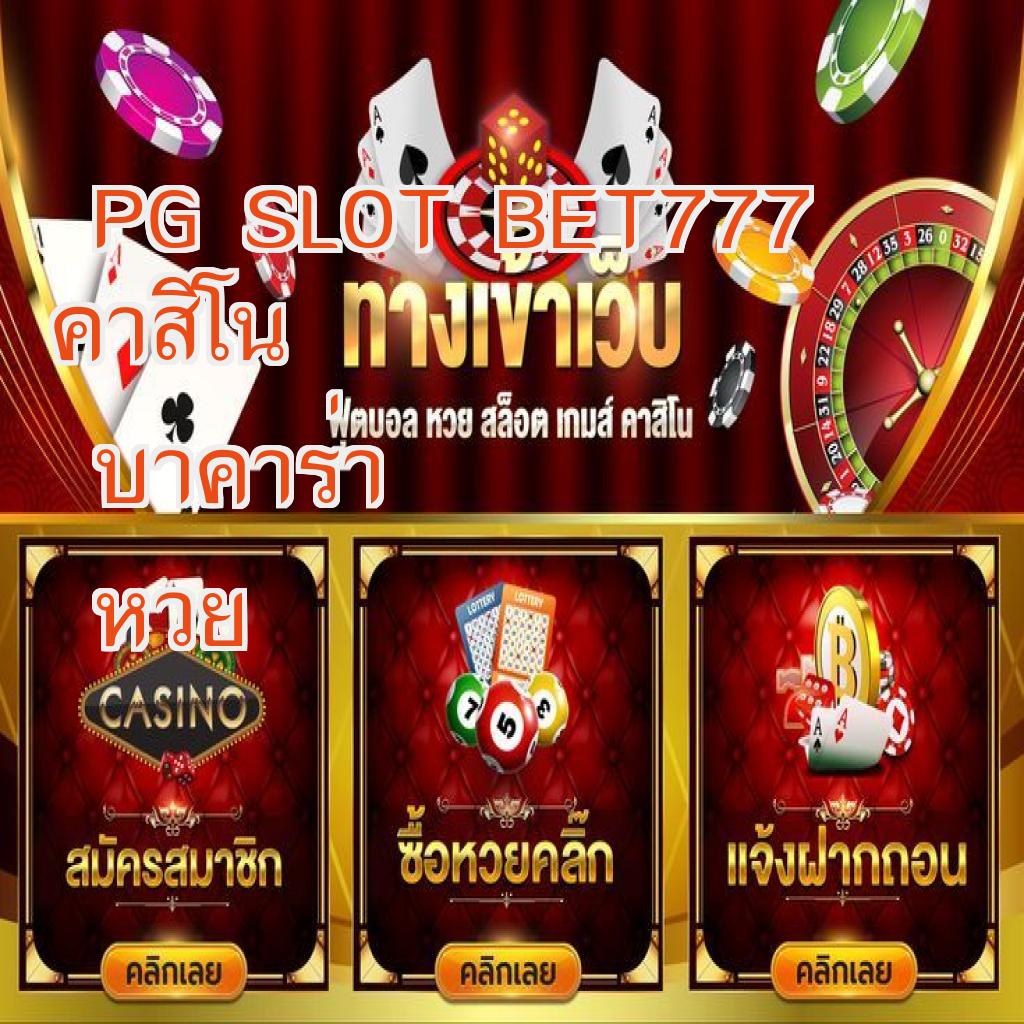 PG SLOT BET777
คาสิโน
ทางเข้าเว็บ
ฟุตบอล หวย สล็อต เกมส์ คาสิโน
บาคาร่า
หวย
CASINO
LOTTERY
LOTTERY
7 5 3
สมัครสมาชิก
ซื้อหวยคลิ๊ก
แจ้งฝากถอน
คลิกเลย
คลิกเลย
คลิกเลย